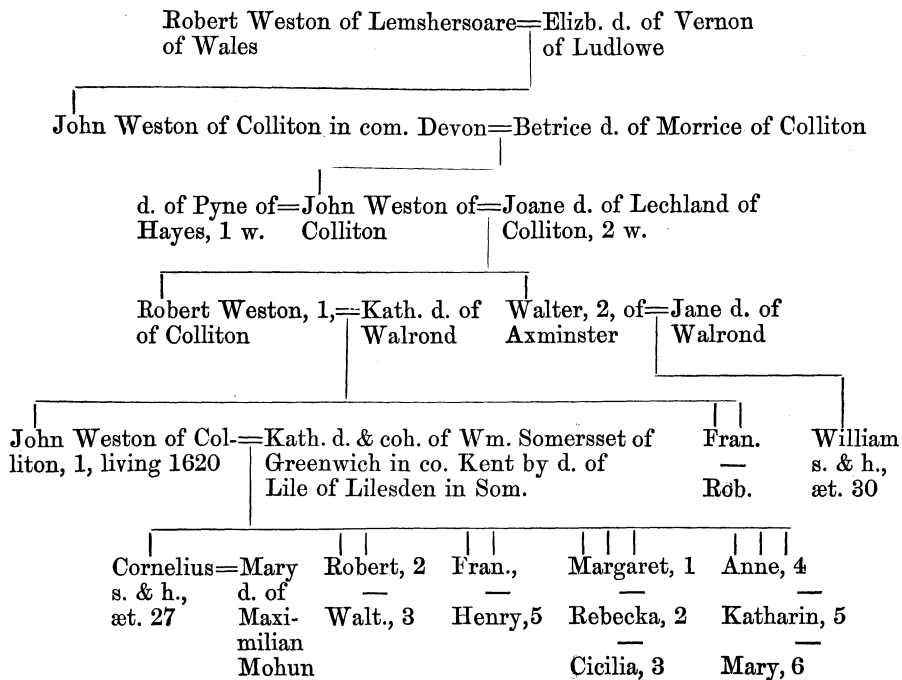 Robert Weston of Lemshersoare=Elizb. d. of Vernon
of Wales of Ludlowe
John Weston of Colliton in com. Devon=Betrice d. of Morrice of Colliton
d. of Pyne of=John Weston of=Joane d. of Lechland of
Hayes, 1 w. Colliton Colliton, 2 w.
Robert Weston, 1,=Kath. d. of Walter, 2, of=Jane d. of
of Colliton Walrond Axminster Walrond
John Weston of Col-=Kath. d. & coh. of Wm. Somersset of Fran. William
liton, 1, living 1620 Greenwich in co. Kent by d. of — s. & h.,
Lile of Lilesden in Som. Rob. æt. 30
Cornelius=Mary Robert, 2 Fran., Margaret, 1 Anne, 4
s. & h., d. of — — — —
æt. 27 Maxi- Walt., 3 Henry,5 Rebecka, 2 Katharin, 5
milian — —
Mohun Cicilia, 3 Mary, 6